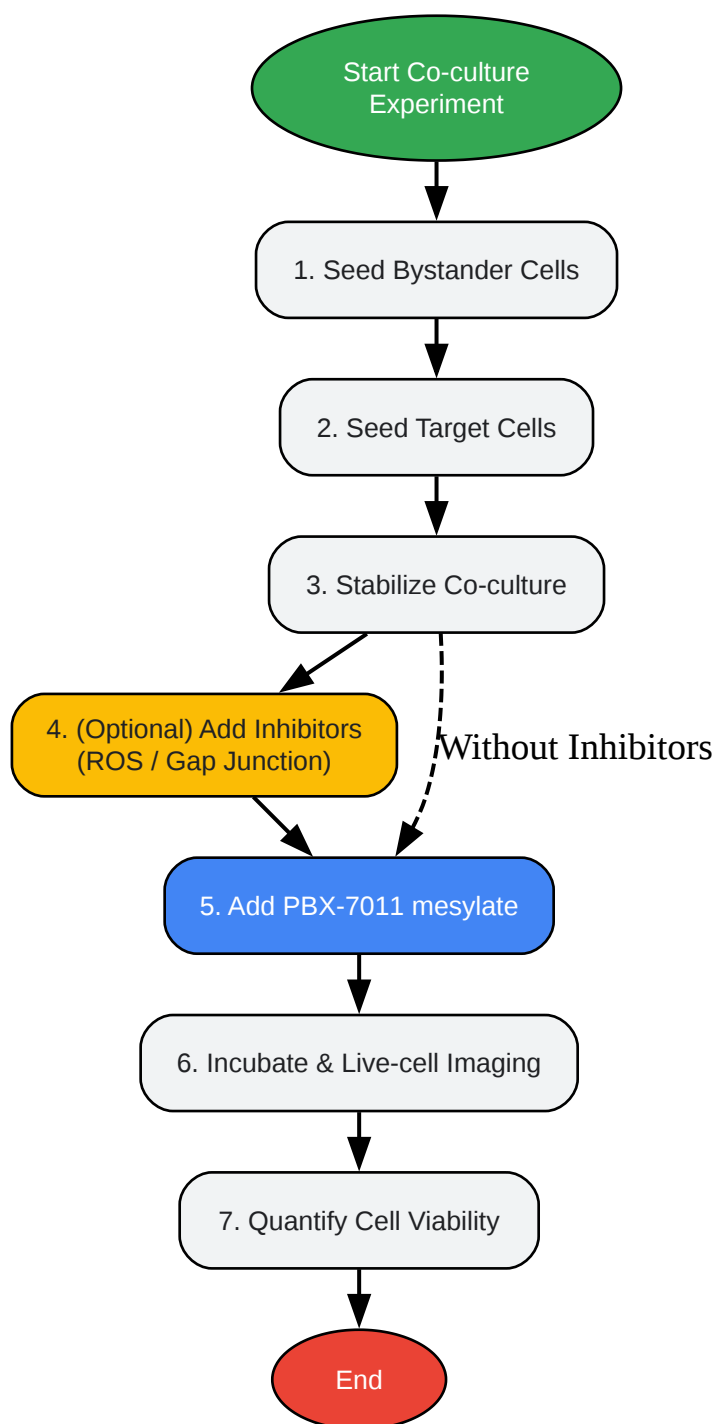 Start Co-culture
Experiment
1. Seed Bystander Cells
2. Seed Target Cells
3. Stabilize Co-culture
4. (Optional) Add Inhibitors
(ROS / Gap Junction)
Without Inhibitors
5. Add PBX-7011 mesylate
6. Incubate & Live-cell Imaging
7. Quantify Cell Viability
End